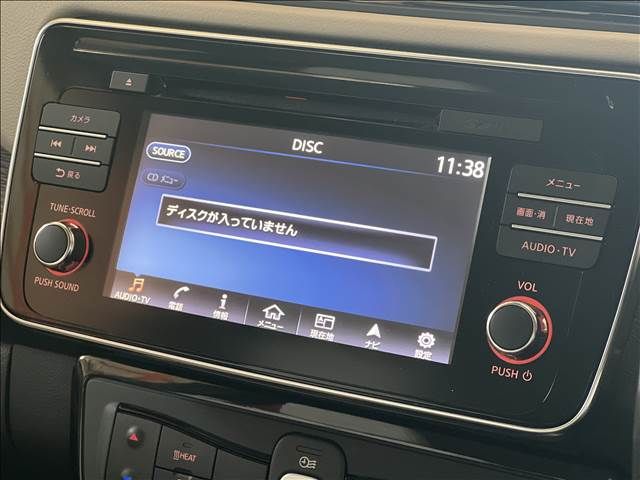 カメラ
戻る
TUNE・SCROLL
PUSH SOUND
DISC
SOURCE
11:38
メニュー
ディスクが入っていません
AUDIO・TV
電話
情報
メニュー
現在地
ナビ
設定
メニュー
画面・消
現在地
AUDIO・TV
VOL
PUSH
HEAT